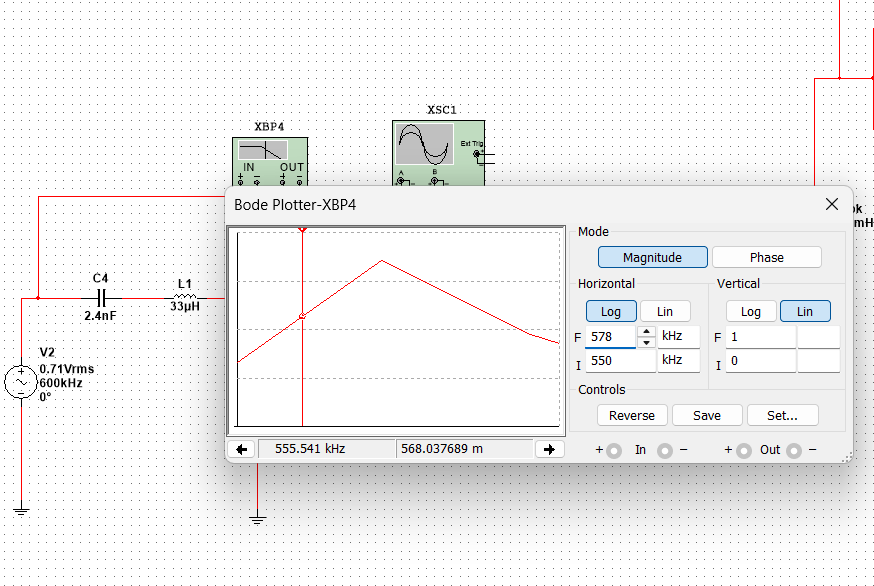 XSC1
XBP4
Ext Trig
IN OUT
A B
Bode Plotter-XBP4
Mode
Magnitude Phase
Horizontal Vertical
Log Lin Log Lin
F 578 kHz F 1
I 550 kHz I 0
Controls
Reverse Save Set...
555.541 kHz 568.037689 m
+ In − + Out −
C4
2.4nF
L1
33µH
V2
0.71Vrms
600kHz
0°
mH